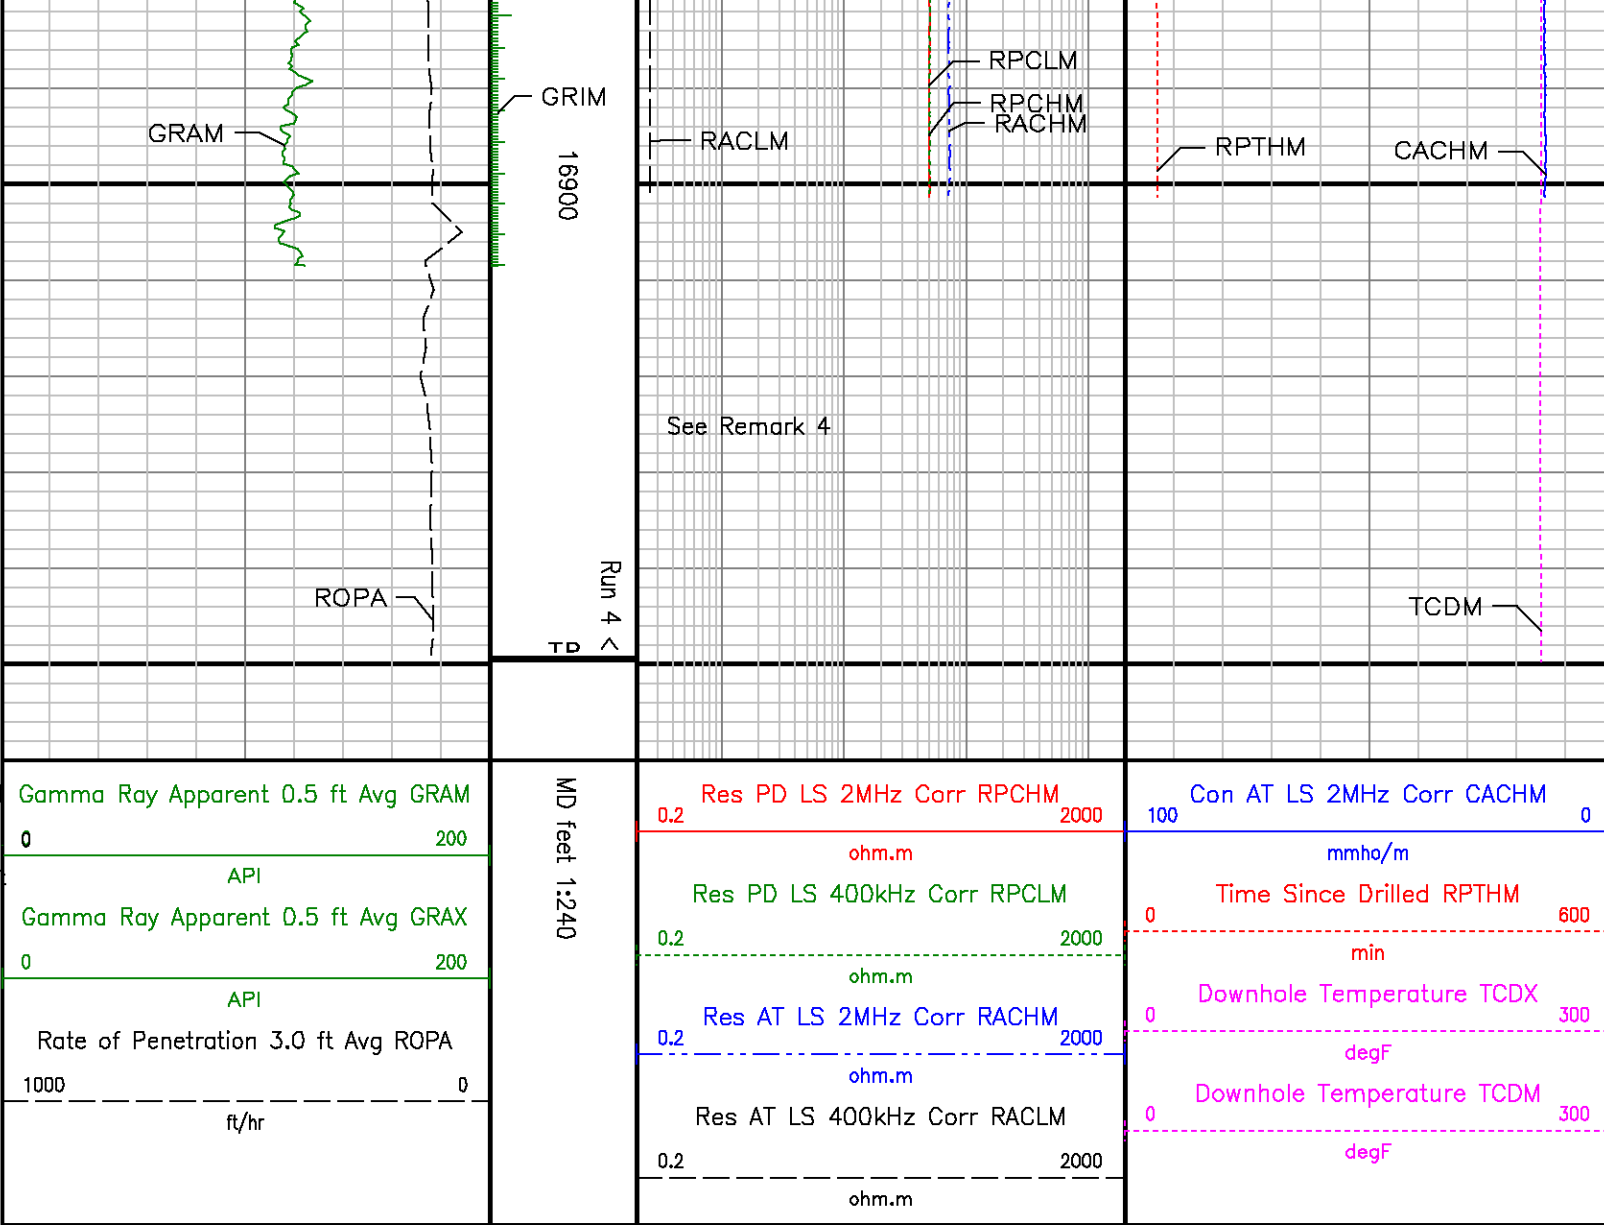 GRAM
ROPA
GRIM
16900
Run 4 <
TD
RACLM
RPCLM
RPCHM
RACHM
See Remark 4
RPTHM
CACHM
TCDM
Gamma Ray Apparent 0.5 ft Avg GRAM
0 200
API
Gamma Ray Apparent 0.5 ft Avg GRAX
0 200
API
Rate of Penetration 3.0 ft Avg ROPA
1000 0
ft/hr
MD feet 1:240
Res PD LS 2MHz Corr RPCHM
0.2 2000
ohm.m
Res PD LS 400kHz Corr RPCLM
0.2 2000
ohm.m
Res AT LS 2MHz Corr RACHM
0.2 2000
ohm.m
Res AT LS 400kHz Corr RACLM
0.2 2000
ohm.m
Con AT LS 2MHz Corr CACHM
100 0
mmho/m
Time Since Drilled RPTHM
0 600
min
Downhole Temperature TCDX
0 300
degF
Downhole Temperature TCDM
0 300
degF